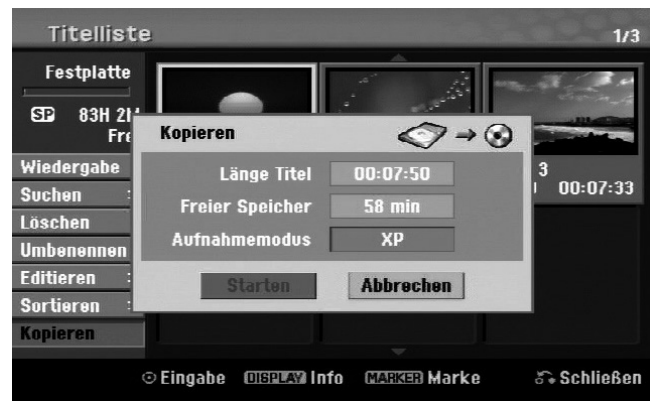 Titelliste
1/3
Festplatte
SP 83H
Wiedergabe
Suchen
Löschen
Umbenennen
Editieren
Sortieren
Kopieren
Kopieren
Länge Titel 00:07:50
Freier Speicher 58 min
Aufnahmemodus XP
Starten Abbrechen
3
00:07:33
Eingabe DISPLAY Info MARKER Marke Schließen